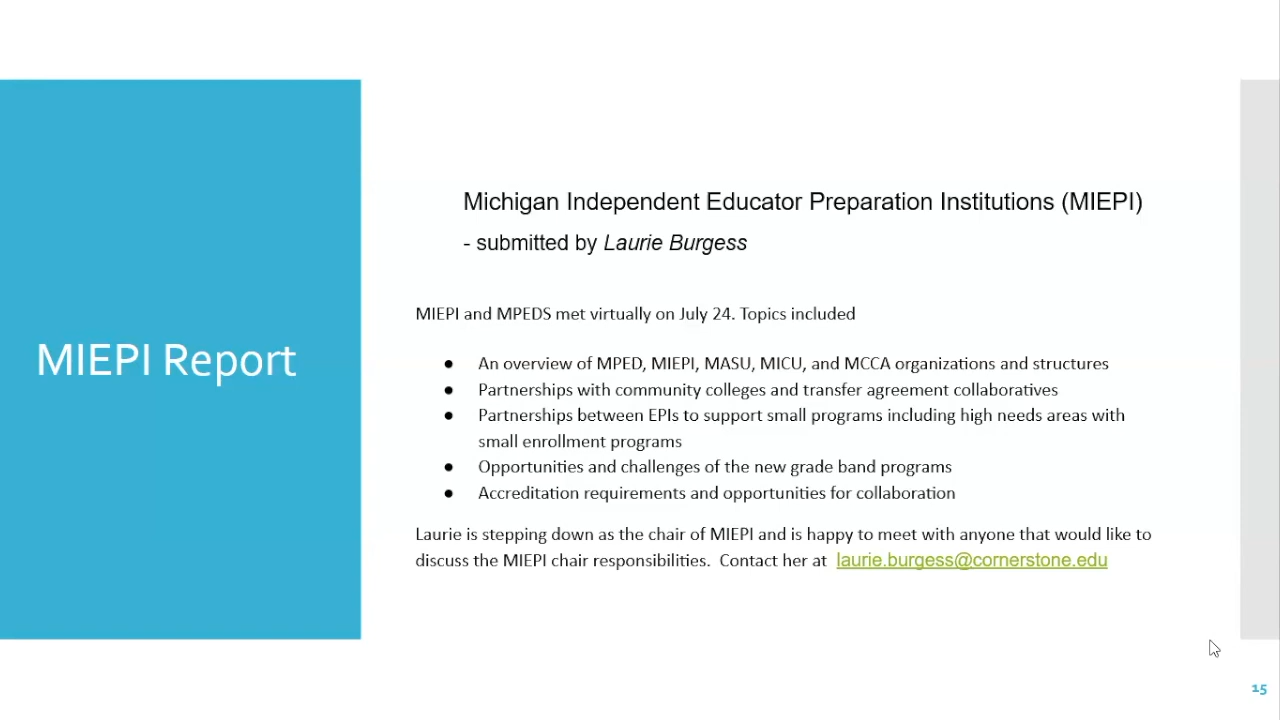 MIEPI Report
Michigan Independent Educator Preparation Institutions (MIEPI)
- submitted by Laurie Burgess
MIEPI and MPEDS met virtually on July 24. Topics included
● An overview of MPED, MIEPI, MASU, MICU, and MCCA organizations and structures
● Partnerships with community colleges and transfer agreement collaboratives
● Partnerships between EPIs to support small programs including high needs areas with
small enrollment programs
● Opportunities and challenges of the new grade band programs
● Accreditation requirements and opportunities for collaboration
Laurie is stepping down as the chair of MIEPI and is happy to meet with anyone that would like to
discuss the MIEPI chair responsibilities.  Contact her at  laurie.burgess@cornerstone.edu
15